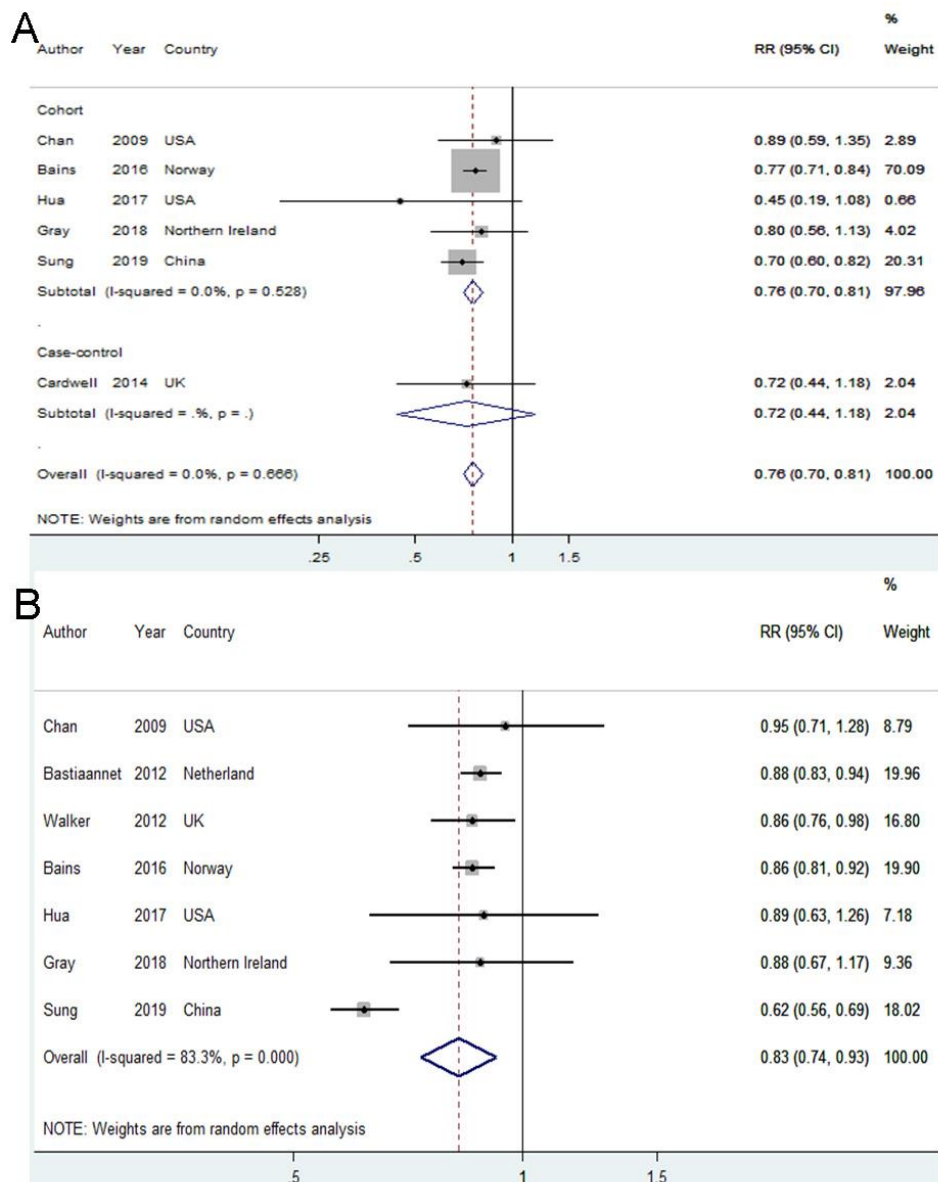 A
%
Author Year Country RR (95% CI) Weight
Cohort
Chan 2009 USA 0.89 (0.59, 1.35) 2.89
Bains 2016 Norway 0.77 (0.71, 0.84) 70.09
Hua 2017 USA 0.45 (0.19, 1.08) 0.66
Gray 2018 Northern Ireland 0.80 (0.56, 1.13) 4.02
Sung 2019 China 0.70 (0.60, 0.82) 20.31
Subtotal (I-squared = 0.0%, p = 0.528) 0.76 (0.70, 0.81) 97.96
.
Case-control
Cardwell 2014 UK 0.72 (0.44, 1.18) 2.04
Subtotal (I-squared = .%, p = .) 0.72 (0.44, 1.18) 2.04
.
Overall (I-squared = 0.0%, p = 0.666) 0.76 (0.70, 0.81) 100.00
NOTE: Weights are from random effects analysis
.25 .5 1 1.5
B
%
Author Year Country RR (95% CI) Weight
Chan 2009 USA 0.95 (0.71, 1.28) 8.79
Bastiaannet 2012 Netherland 0.88 (0.83, 0.94) 19.96
Walker 2012 UK 0.86 (0.76, 0.98) 16.80
Bains 2016 Norway 0.86 (0.81, 0.92) 19.90
Hua 2017 USA 0.89 (0.63, 1.26) 7.18
Gray 2018 Northern Ireland 0.88 (0.67, 1.17) 9.36
Sung 2019 China 0.62 (0.56, 0.69) 18.02
Overall (I-squared = 83.3%, p = 0.000) 0.83 (0.74, 0.93) 100.00
NOTE: Weights are from random effects analysis
.5 1 1.5